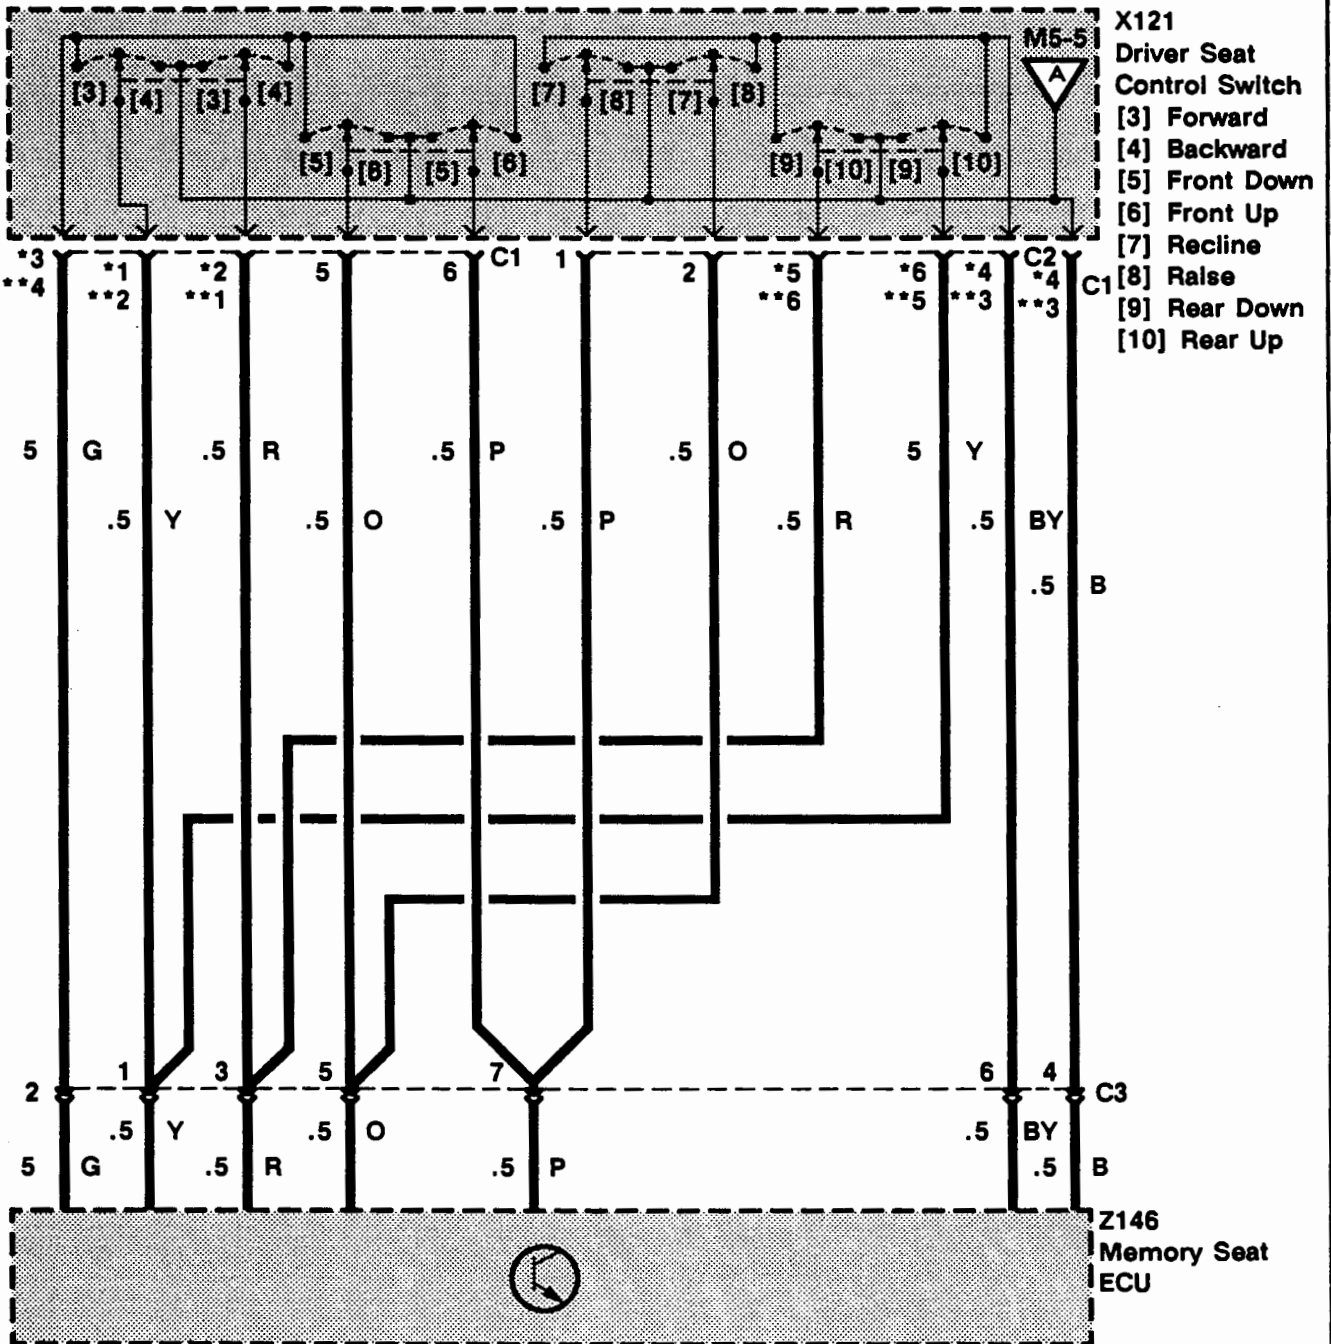 X121
Driver Seat
Control Switch
[3] Forward
[4] Backward
[5] Front Down
[6] Front Up
[7] Recline
[8] Raise
[9] Rear Down
[10] Rear Up
M5-5
A
[3] [4] [3] [4] [7] [8] [7] [8]
[5] [6] [5] [6] [9] [10] [9] [10]
*3 *1 *2 5 6 C1 1 2 *5 *6 *4 C2 *4 C1
**4 **2 **1 **6 **5 **3 **3
5 G .5 R .5 P .5 O 5 Y
.5 Y .5 O .5 P .5 R .5 BY
.5 B
2 1 3 5 7 6 4 C3
.5 Y .5 O .5 BY
5 G .5 R .5 P .5 B
Z146
Memory Seat
ECU